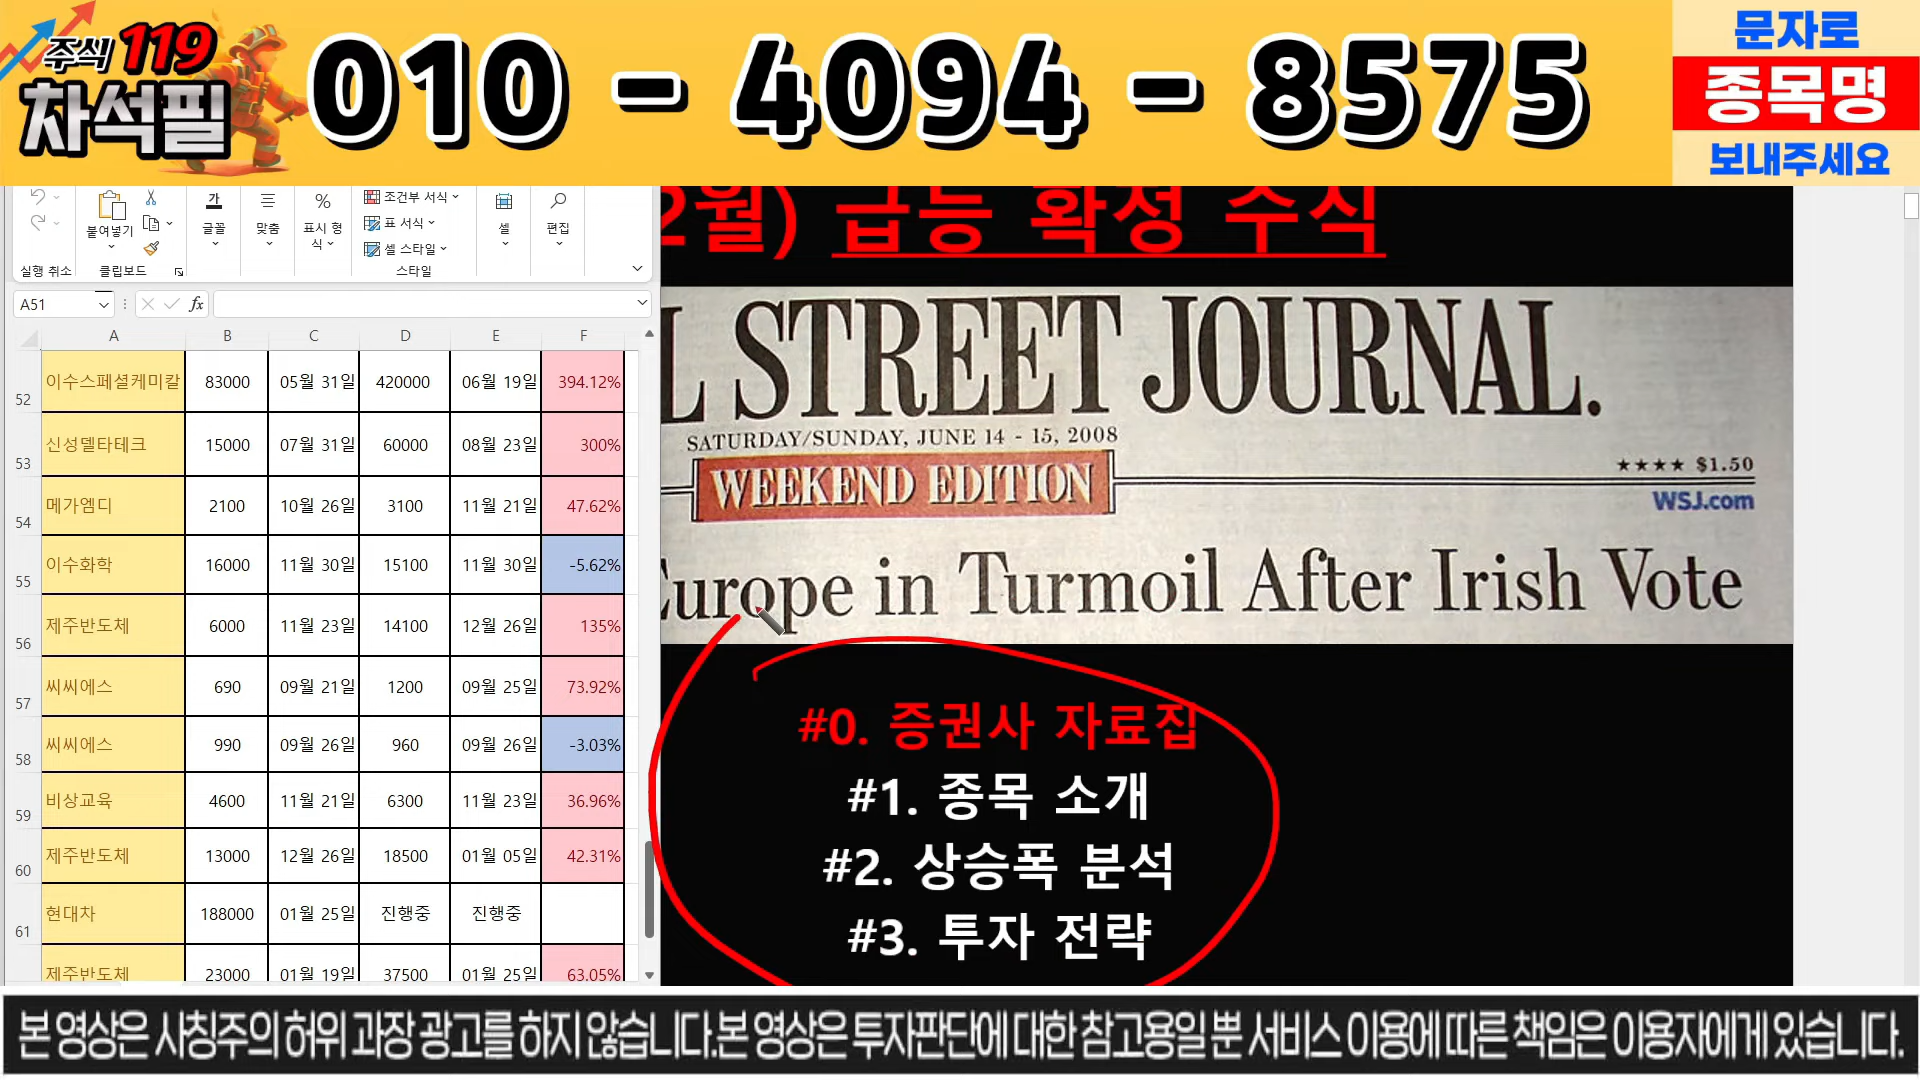 주식 119
차석필
010 - 4094 - 8575
문자로
종목명
보내주세요
붙여넣기
글꼴
맞춤
표시 형식
조건부 서식
표 서식
셀 스타일
셀
편집
실행 취소
클립보드
스타일
A51
fx
A B C D E F
52 이수스페셜케미칼 83000 05월 31일 420000 06월 19일 394.12%
53 신성델타테크 15000 07월 31일 60000 08월 23일 300%
54 메가엠디 2100 10월 26일 3100 11월 21일 47.62%
55 이수화학 16000 11월 30일 15100 11월 30일 -5.62%
56 제주반도체 6000 11월 23일 14100 12월 26일 135%
57 씨씨에스 690 09월 21일 1200 09월 25일 73.92%
58 씨씨에스 990 09월 26일 960 09월 26일 -3.03%
59 비상교육 4600 11월 21일 6300 11월 23일 36.96%
60 제주반도체 13000 12월 26일 18500 01월 05일 42.31%
61 현대차 188000 01월 25일 진행중 진행중
제주반도체 23000 01월 19일 37500 01월 25일 63.05%
2월) 급등 확정 주식
L STREET JOURNAL.
SATURDAY/SUNDAY, JUNE 14 - 15, 2008
WEEKEND EDITION
★★★★ $1.50
WSJ.com
Europe in Turmoil After Irish Vote
#0. 증권사 자료집
#1. 종목 소개
#2. 상승폭 분석
#3. 투자 전략
본 영상은 사칭주의 허위 과장 광고를 하지 않습니다.본 영상은 투자판단에 대한 참고용일 뿐 서비스 이용에 따른 책임은 이용자에게 있습니다.